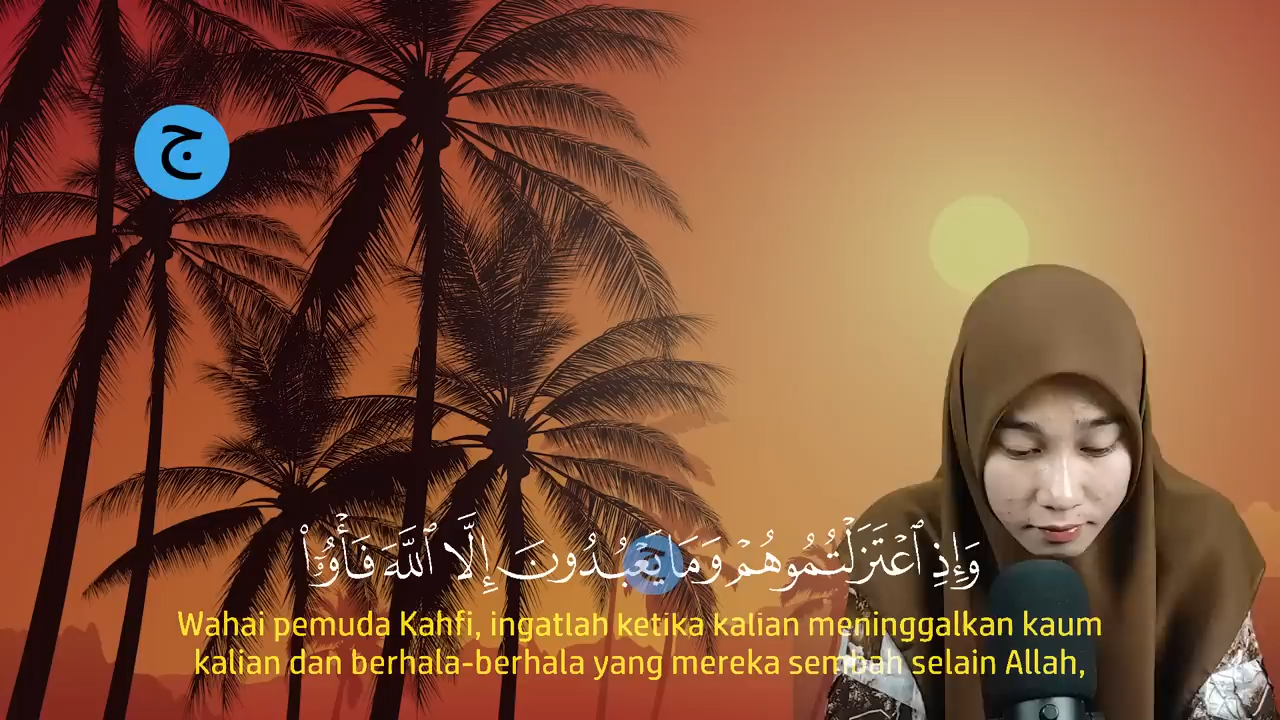 ج
وَإِذِ ٱعْتَزَلْتُمُوهُمْ وَمَا يَعْبُدُونَ إِلَّا ٱللَّهَ فَأْوُۥٓا۟
Wahai pemuda Kahfi, ingatlah ketika kalian meninggalkan kaum
kalian dan berhala-berhala yang mereka sembah selain Allah,